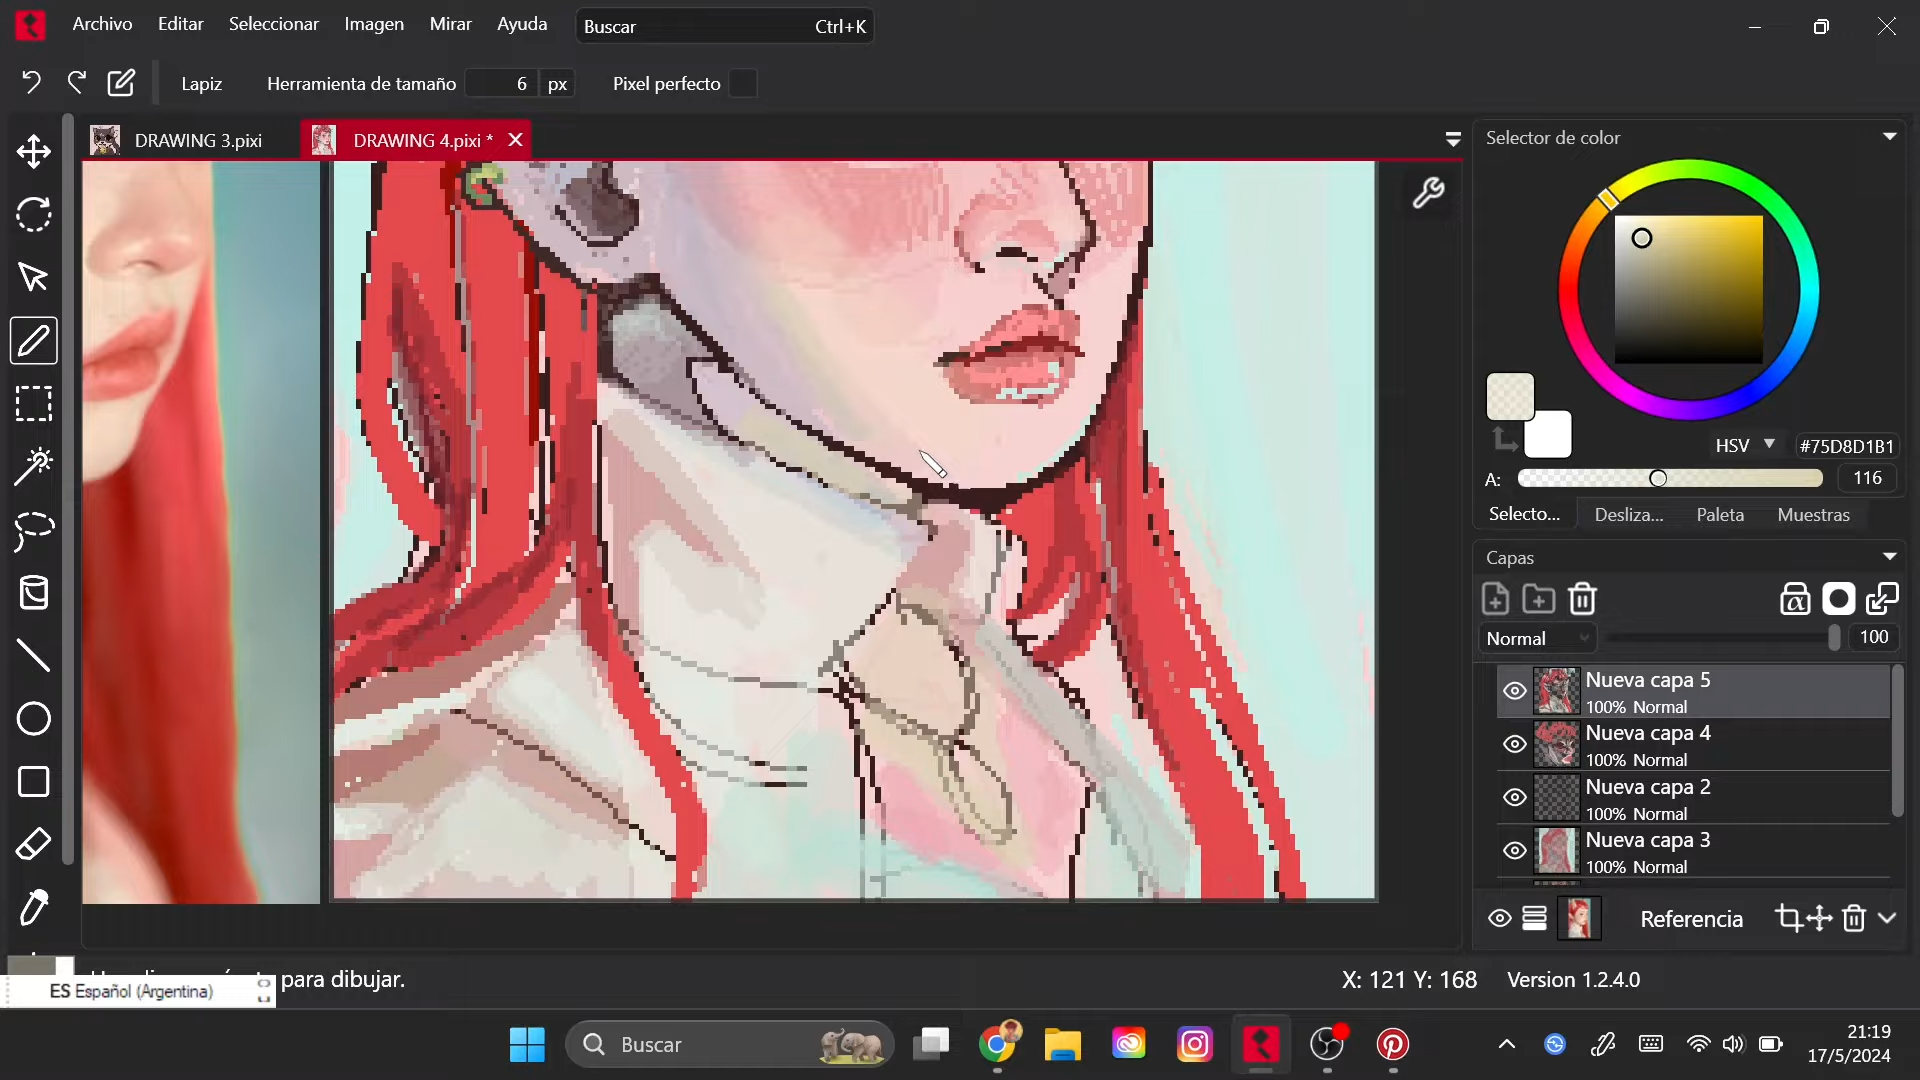 Archivo Editar Seleccionar Imagen Mirar Ayuda Buscar Ctrl+K
Lapiz Herramienta de tamaño 6 px Pixel perfecto
DRAWING 3.pixi DRAWING 4.pixi *
Selector de color
HSV #75D8D1B1
A: 116
Selecto... Desliza... Paleta Muestras
Capas
Normal 100
Nueva capa 5
100% Normal
Nueva capa 4
100% Normal
Nueva capa 2
100% Normal
Nueva capa 3
100% Normal
Referencia
para dibujar.
X: 121 Y: 168 Version 1.2.4.0
ES Español (Argentina)
Buscar
21:19
17/5/2024